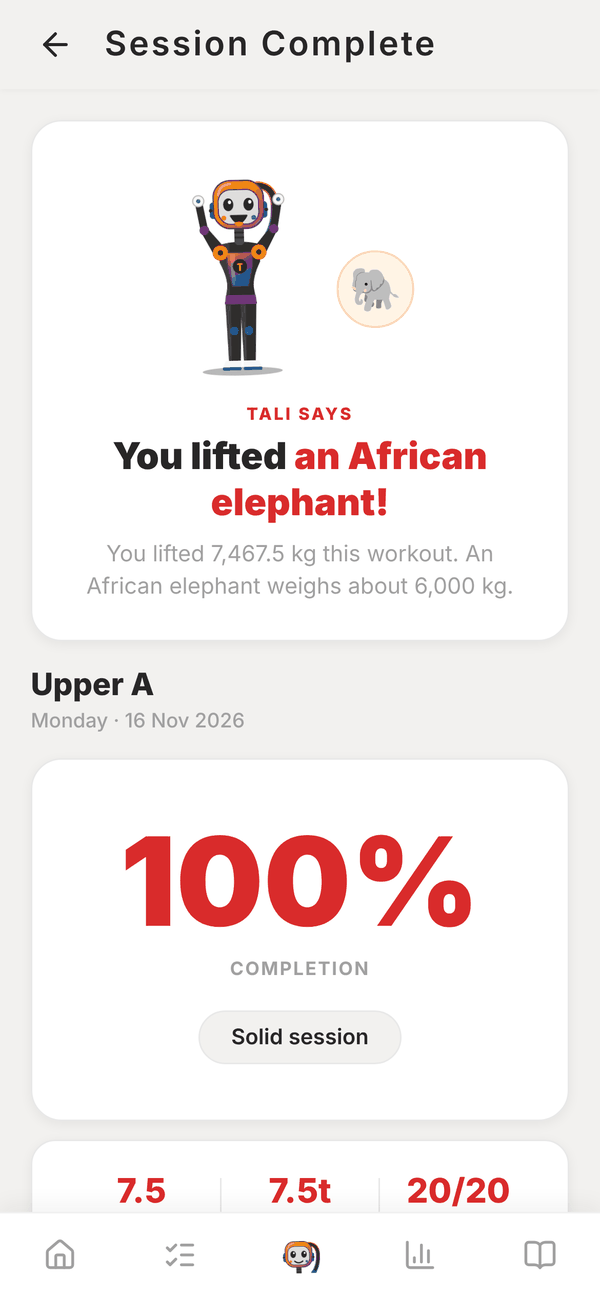 Session Complete
T
TALI SAYS
You lifted an African
elephant!
You lifted 7,467.5 kg this workout. An
African elephant weighs about 6,000 kg.
Upper A
Monday · 16 Nov 2026
100%
COMPLETION
Solid session
7.5
7.5t
20/20